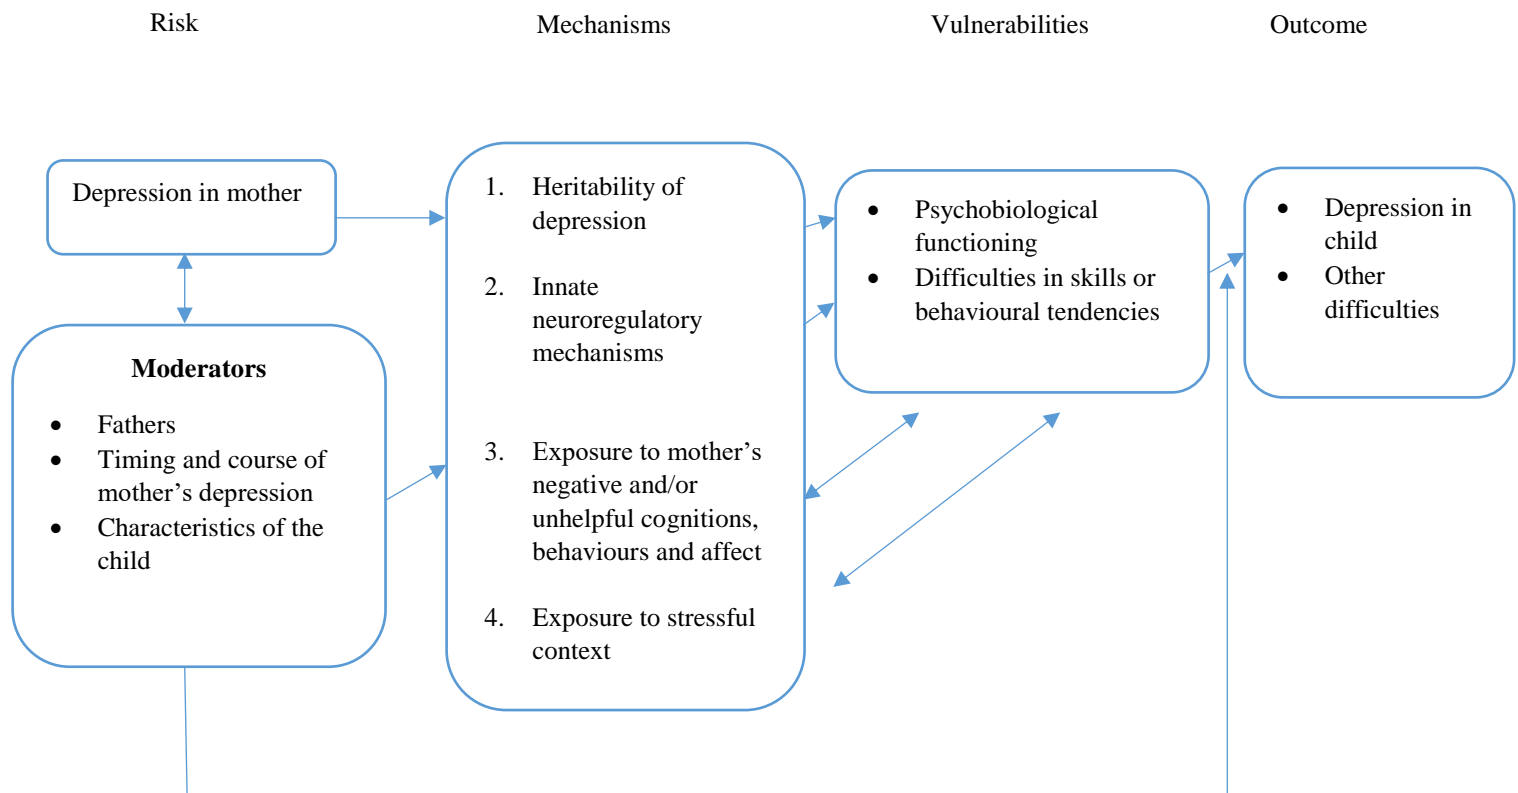 Risk
Mechanisms
Vulnerabilities
Outcome
Depression in mother
Moderators
• Fathers
• Timing and course of
mother’s depression
• Characteristics of the
child
1. Heritability of
depression
2. Innate
neuroregulatory
mechanisms
3. Exposure to mother’s
negative and/or
unhelpful cognitions,
behaviours and affect
4. Exposure to stressful
context
• Psychobiological
functioning
• Difficulties in skills or
behavioural tendencies
• Depression in
child
• Other
difficulties